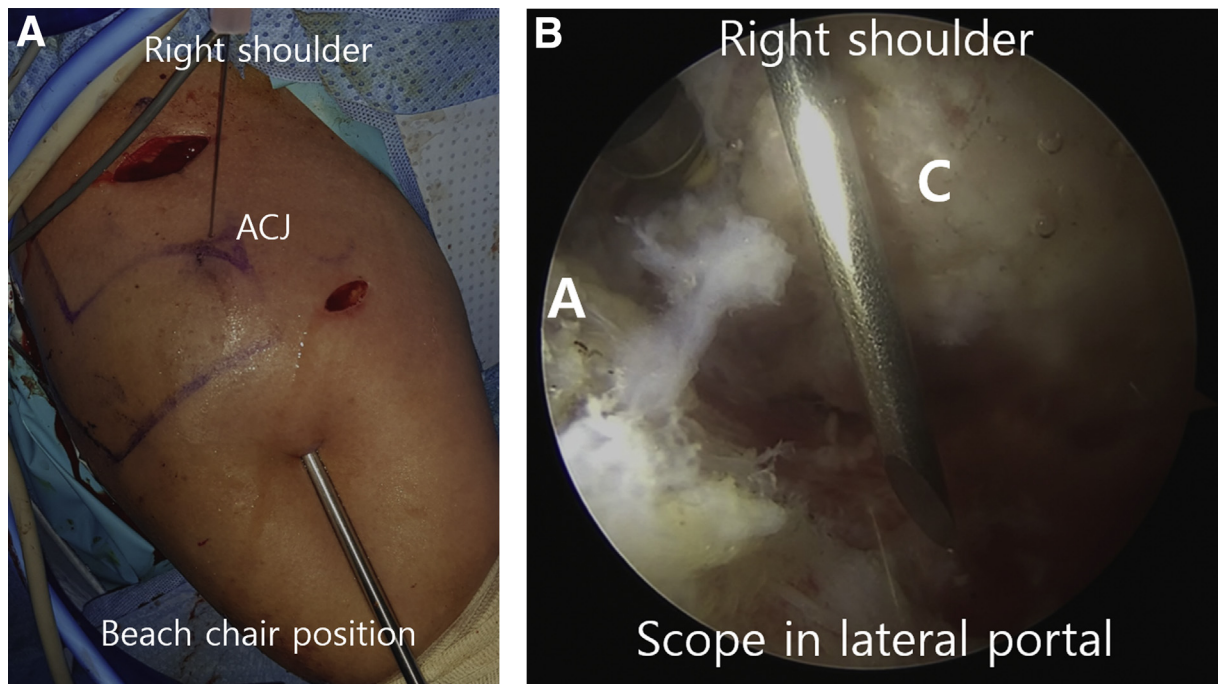 A
Right shoulder
ACJ
Beach chair position
B
Right shoulder
C
A
Scope in lateral portal